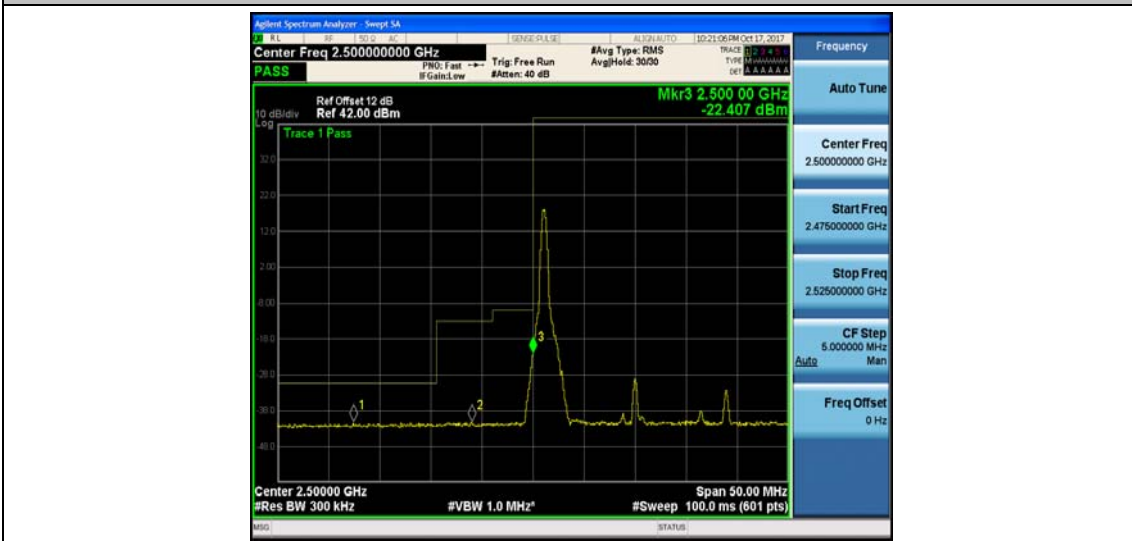 Agilent Spectrum Analyzer - Swept SA
RL RF 50 Ω AC SENSE:PULSE ALIGN AUTO 10:21:06 PM Oct 17, 2017
Center Freq 2.500000000 GHz #Avg Type: RMS TRACE 1 2 3 4 5 6
PASS PNO: Fast Trig: Free Run Avg|Hold: 30/30 TYPE M
IFGain:Low #Atten: 40 dB DET A A A A A A
Mkr3 2.500 00 GHz
-22.407 dBm
Ref Offset 12 dB
10 dB/div Ref 42.00 dBm
Log
Trace 1 Pass
32.0
22.0
12.0
2.00
-8.00
-18.0
-28.0
-38.0
-48.0
1
2
3
Center 2.50000 GHz Span 50.00 MHz
#Res BW 300 kHz #VBW 1.0 MHz* #Sweep 100.0 ms (601 pts)
MSG STATUS
Frequency
Auto Tune
Center Freq
2.500000000 GHz
Start Freq
2.475000000 GHz
Stop Freq
2.525000000 GHz
CF Step
5.000000 MHz
Auto Man
Freq Offset
0 Hz